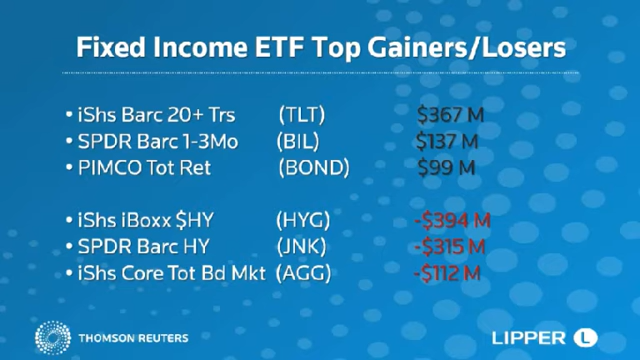 Fixed Income ETF Top Gainers/Losers
• iShs Barc 20+ Trs (TLT) $367 M
• SPDR Barc 1-3Mo (BIL) $137 M
• PIMCO Tot Ret (BOND) $99 M
• iShs iBoxx $HY (HYG) -$394 M
• SPDR Barc HY (JNK) -$315 M
• iShs Core Tot Bd Mkt (AGG) -$112 M
THOMSON REUTERS
LIPPER L